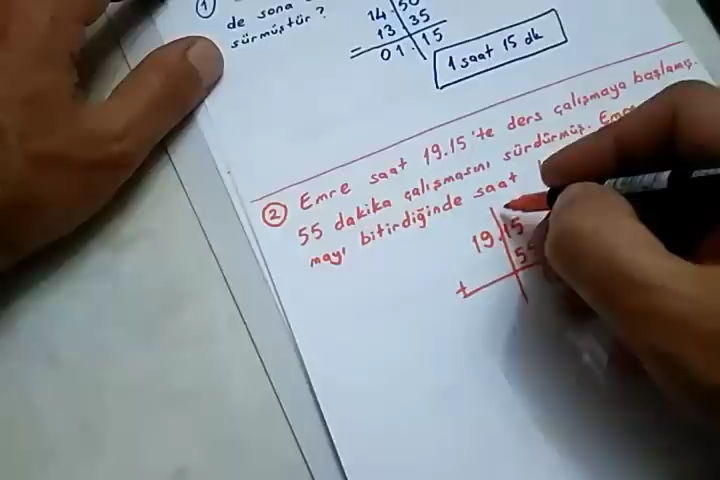 1
de sona
sürmüştür?
14 50
13.35
= 01.15
1 saat 15 dk
2 Emre saat 19.15'te ders çalışmaya başlamış.
55 dakika çalışmasını sürdürmüş.
mayı bitirdiğinde saat
19.15
55
+